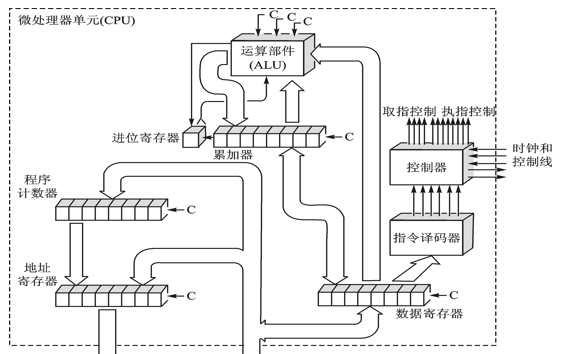 微处理器单元(CPU)
C
C
C
运算部件
(ALU)
取指控制 执指控制
进位寄存器
C
累加器
控制器
时钟和
控制线
程序
计数器
C
指令译码器
地址
寄存器
C
C
数据寄存器